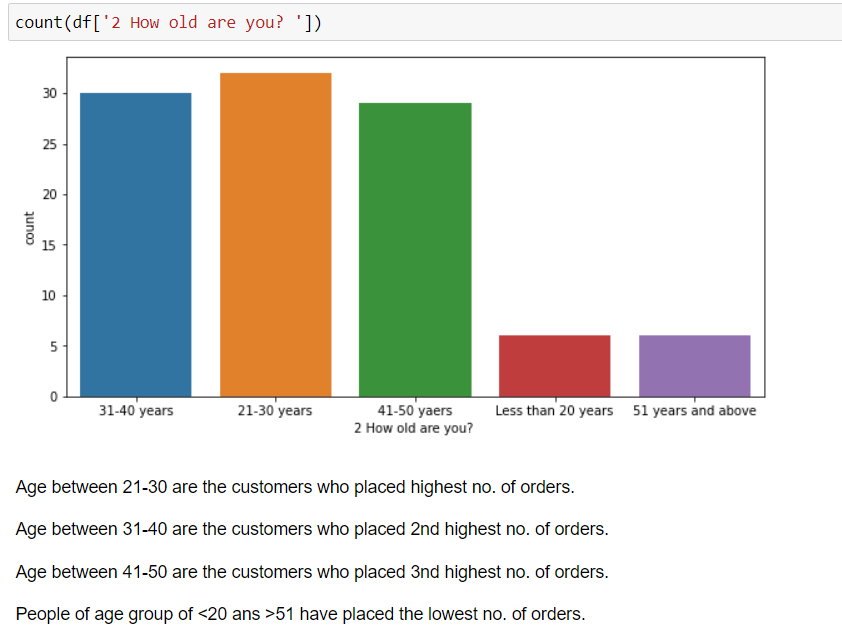 count(df['2 How old are you? '])
30
25
20
15
10
5
0
count
31-40 years 21-30 years 41-50 yaers Less than 20 years 51 years and above
2 How old are you?
Age between 21-30 are the customers who placed highest no. of orders.
Age between 31-40 are the customers who placed 2nd highest no. of orders.
Age between 41-50 are the customers who placed 3nd highest no. of orders.
People of age group of <20 ans >51 have placed the lowest no. of orders.